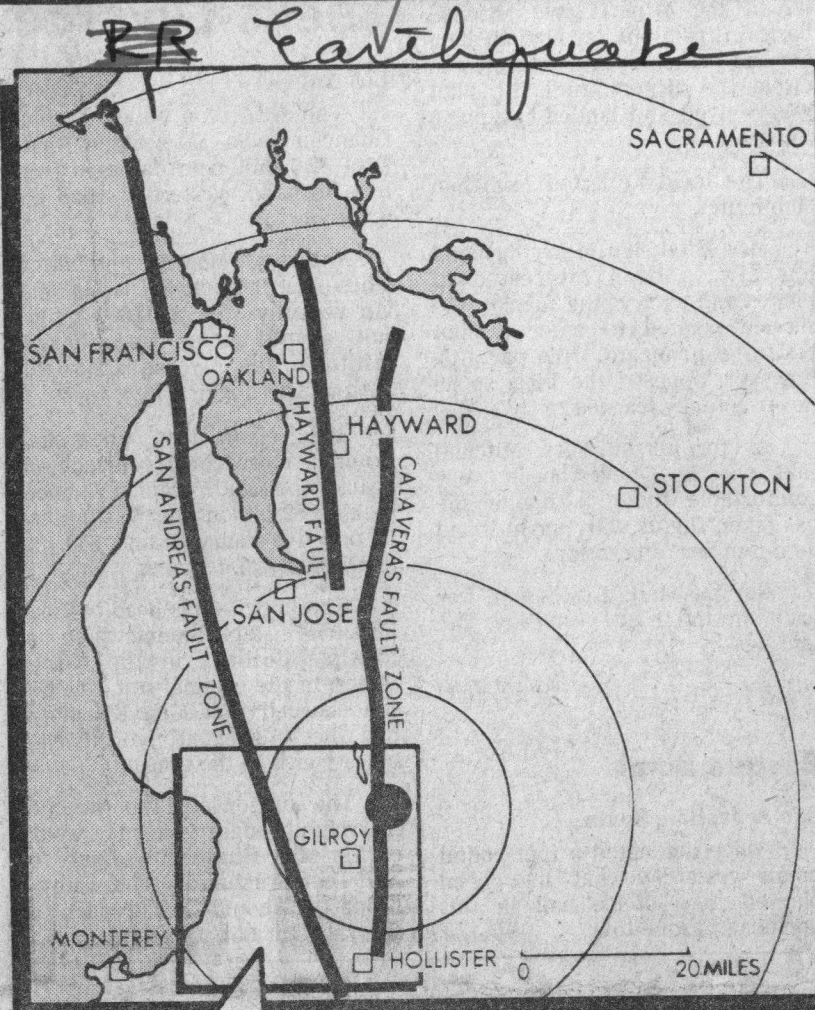 RR Earthquake
SACRAMENTO
SAN FRANCISCO
OAKLAND
HAYWARD
HAYWARD FAULT
SAN ANDREAS FAULT ZONE
CALAVERAS FAULT ZONE
STOCKTON
SAN JOSE
GILROY
MONTEREY
HOLLISTER
0 20 MILES